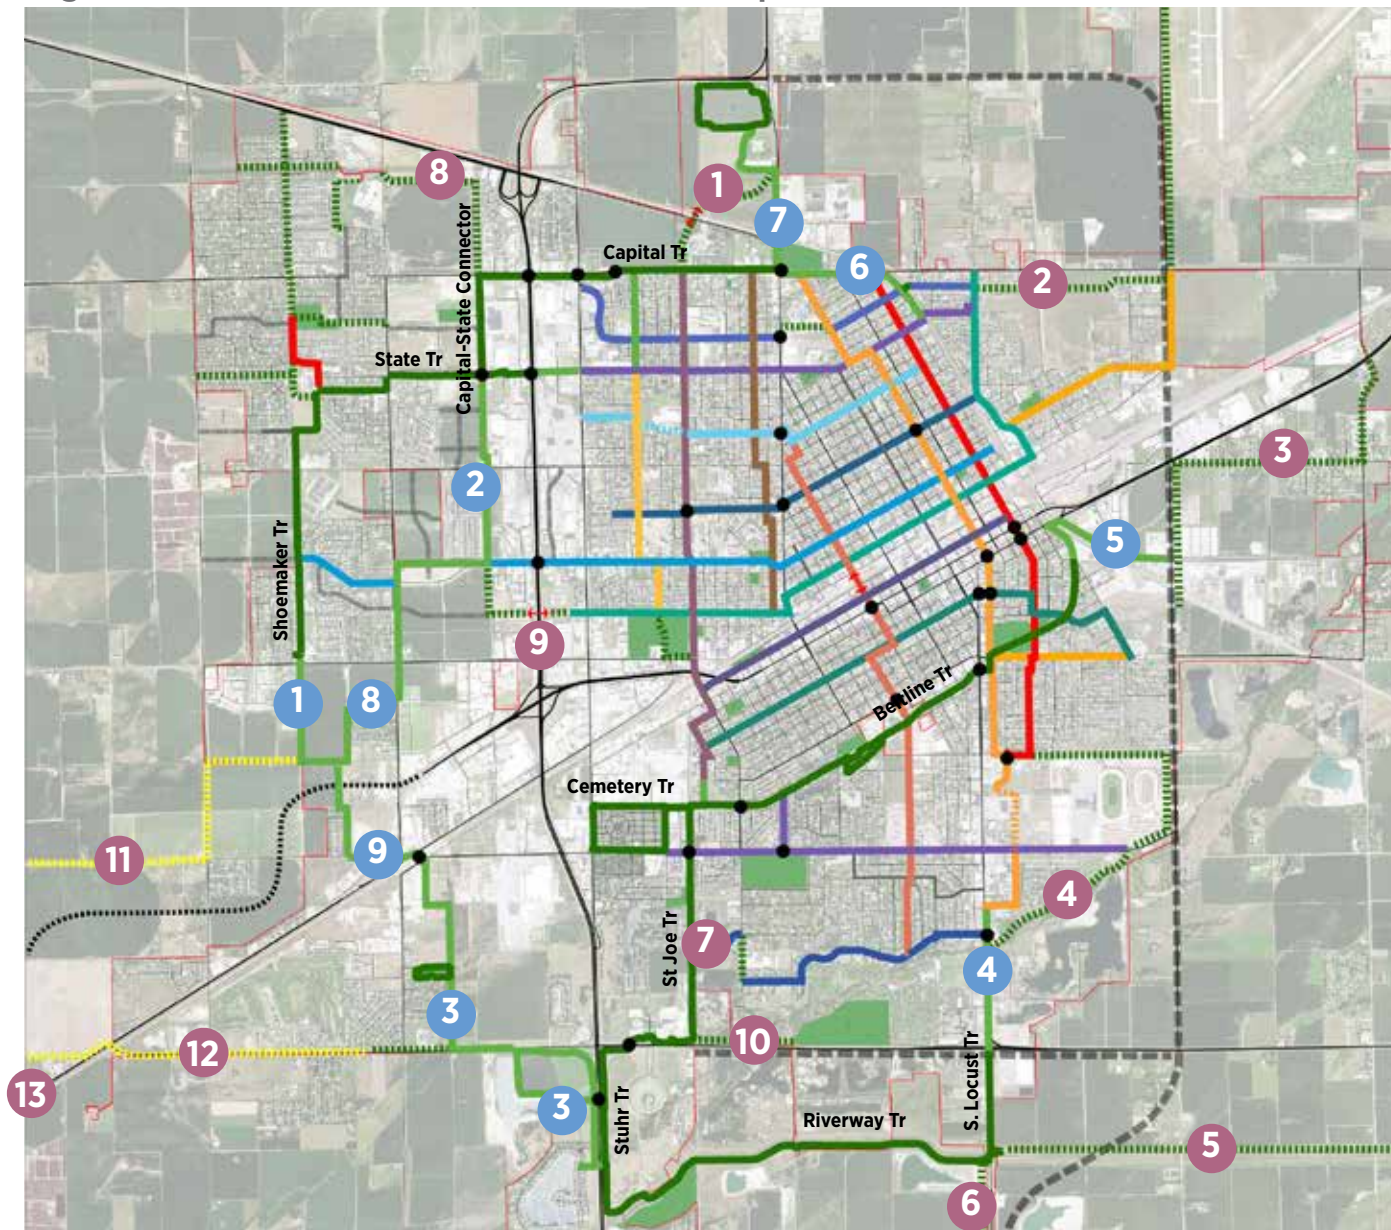 8
1
7
Capital Tr
6
2
Capital-State Connector
State Tr
3
2
5
Shoemaker Tr
9
1
8
Beltline Tr
Cemetery Tr
11
9
4
St Joe Tr
7
4
3
12
10
13
3
Stuhr Tr
S. Locust Tr
Riverway Tr
5
6